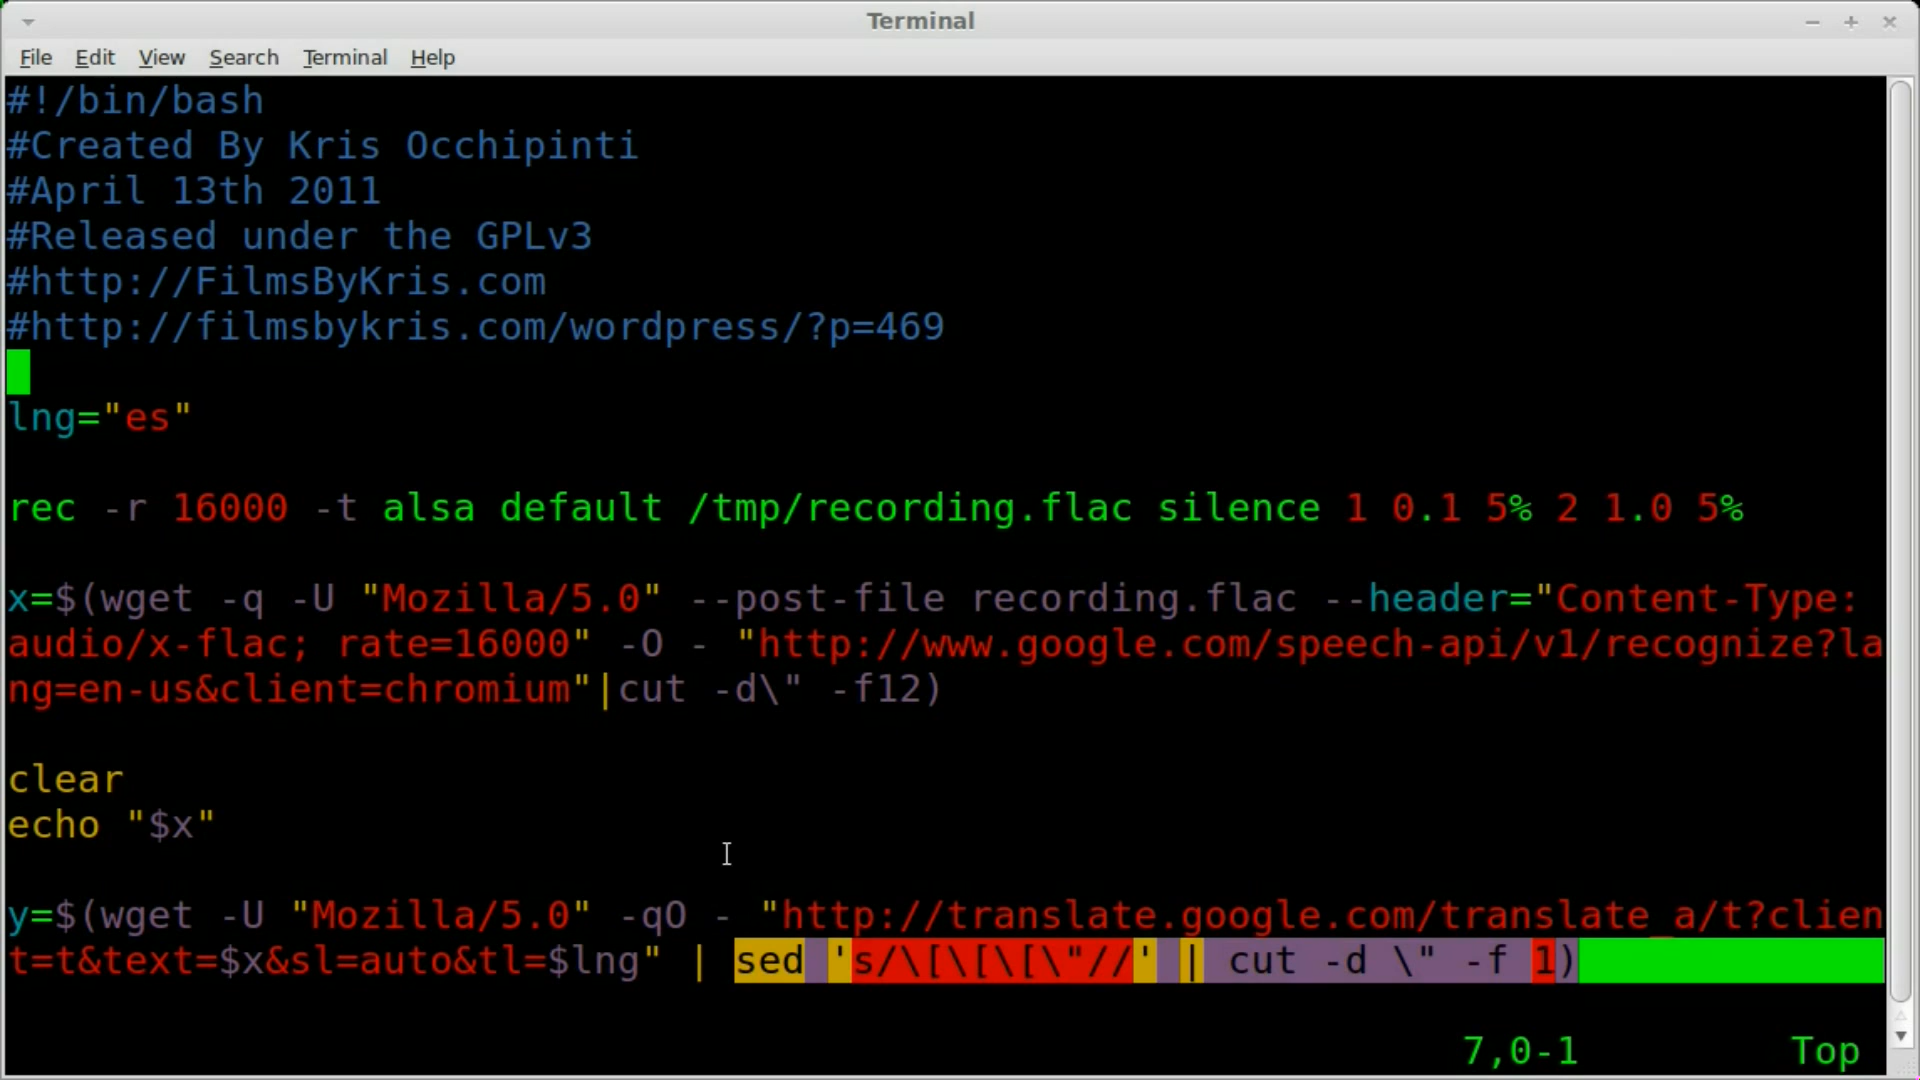 Terminal
File Edit View Search Terminal Help
#!/bin/bash
#Created By Kris Occhipinti
#April 13th 2011
#Released under the GPLv3
#http://FilmsByKris.com
#http://filmsbykris.com/wordpress/?p=469
lng="es"
rec -r 16000 -t alsa default /tmp/recording.flac silence 1 0.1 5% 2 1.0 5%
x=$(wget -q -U "Mozilla/5.0" --post-file recording.flac --header="Content-Type:
audio/x-flac; rate=16000" -O - "http://www.google.com/speech-api/v1/recognize?la
ng=en-us&client=chromium"|cut -d\" -f12)
clear
echo "$x"
y=$(wget -U "Mozilla/5.0" -qO - "http://translate.google.com/translate_a/t?clien
t=t&text=$x&sl=auto&tl=$lng" | sed 's/\[\[\[\"//' | cut -d \" -f 1)
7,0-1 Top